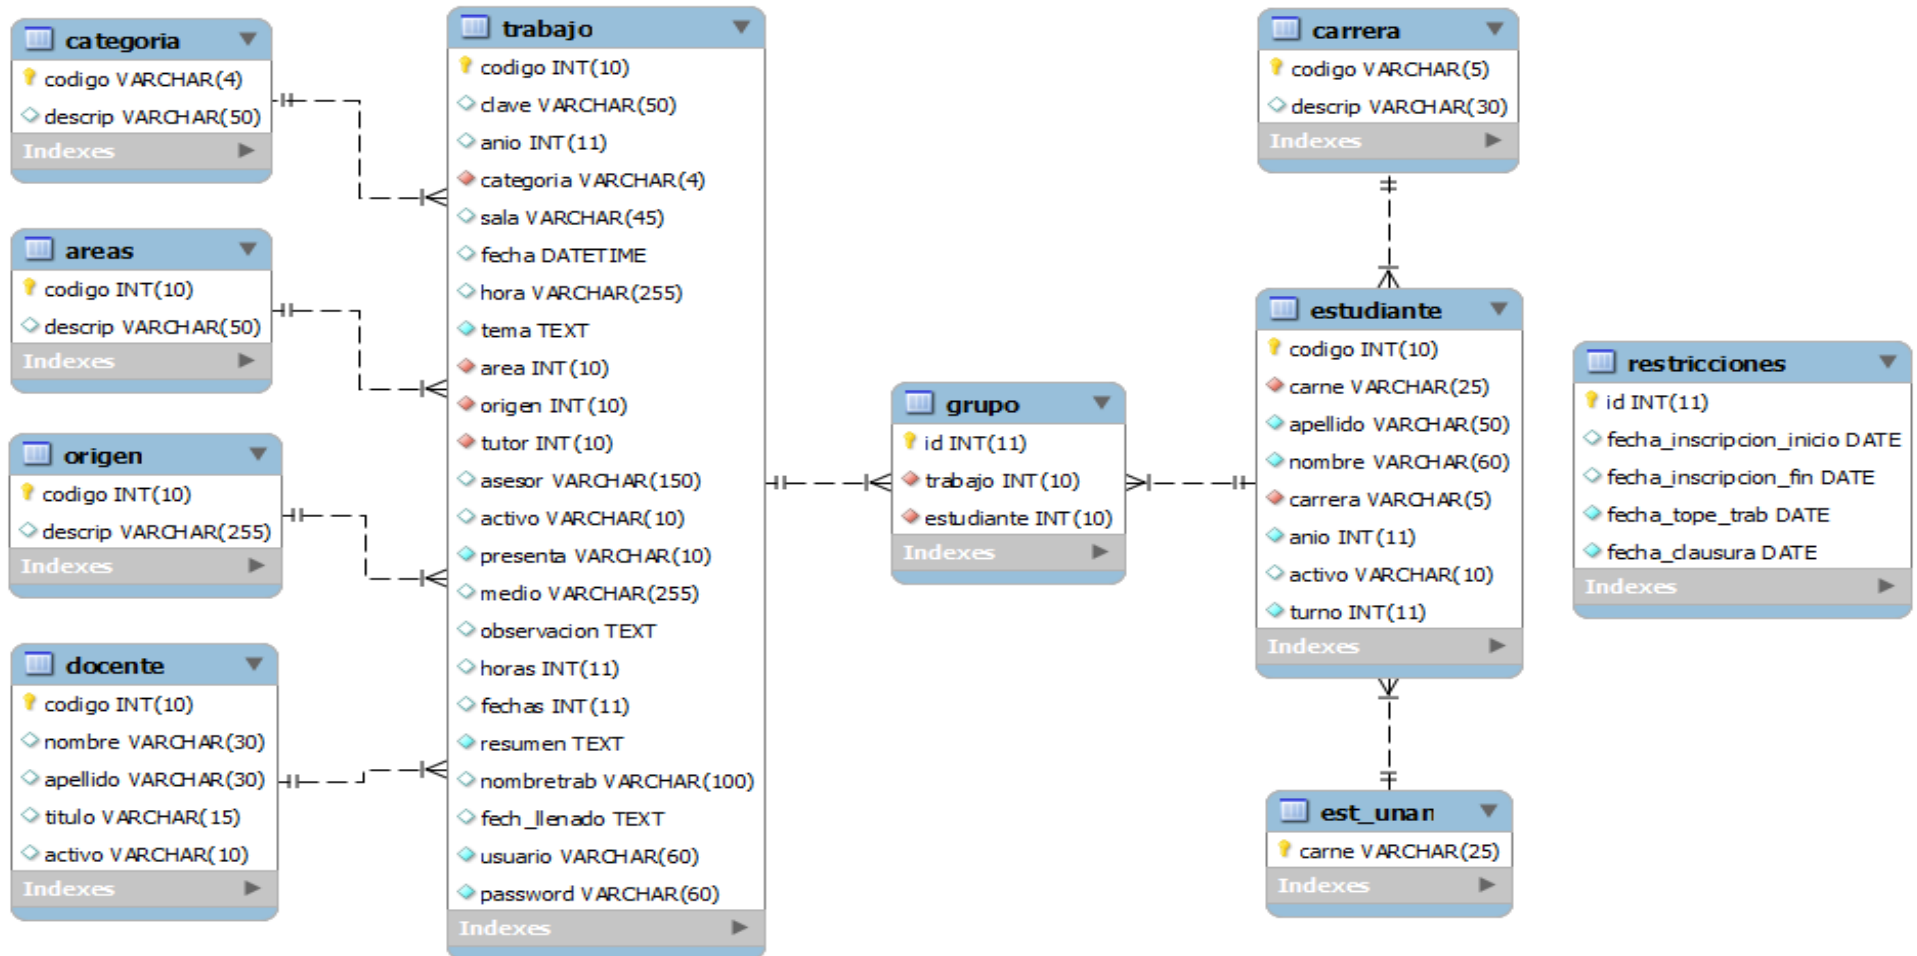 categoria
codigo VARCHAR(4)
descrip VARCHAR(50)
Indexes
areas
codigo INT(10)
descrip VARCHAR(50)
Indexes
origen
codigo INT(10)
descrip VARCHAR(255)
Indexes
docente
codigo INT(10)
nombre VARCHAR(30)
apellido VARCHAR(30)
titulo VARCHAR(15)
activo VARCHAR(10)
Indexes
trabajo
codigo INT(10)
clave VARCHAR(50)
anio INT(11)
categoria VARCHAR(4)
sala VARCHAR(45)
fecha DATETIME
hora VARCHAR(255)
tema TEXT
area INT(10)
origen INT(10)
tutor INT(10)
asesor VARCHAR(150)
activo VARCHAR(10)
presenta VARCHAR(10)
medio VARCHAR(255)
observacion TEXT
horas INT(11)
fechas INT(11)
resumen TEXT
nombretrab VARCHAR(100)
fech_llenado TEXT
usuario VARCHAR(60)
password VARCHAR(60)
Indexes
grupo
id INT(11)
trabajo INT(10)
estudiante INT(10)
Indexes
carrera
codigo VARCHAR(5)
descrip VARCHAR(30)
Indexes
estudiante
codigo INT(10)
carne VARCHAR(25)
apellido VARCHAR(50)
nombre VARCHAR(60)
carrera VARCHAR(5)
anio INT(11)
activo VARCHAR(10)
turno INT(11)
Indexes
est_unan
carne VARCHAR(25)
Indexes
restricciones
id INT(11)
fecha_inscripcion_inicio DATE
fecha_inscripcion_fin DATE
fecha_tope_trab DATE
fecha_clausura DATE
Indexes